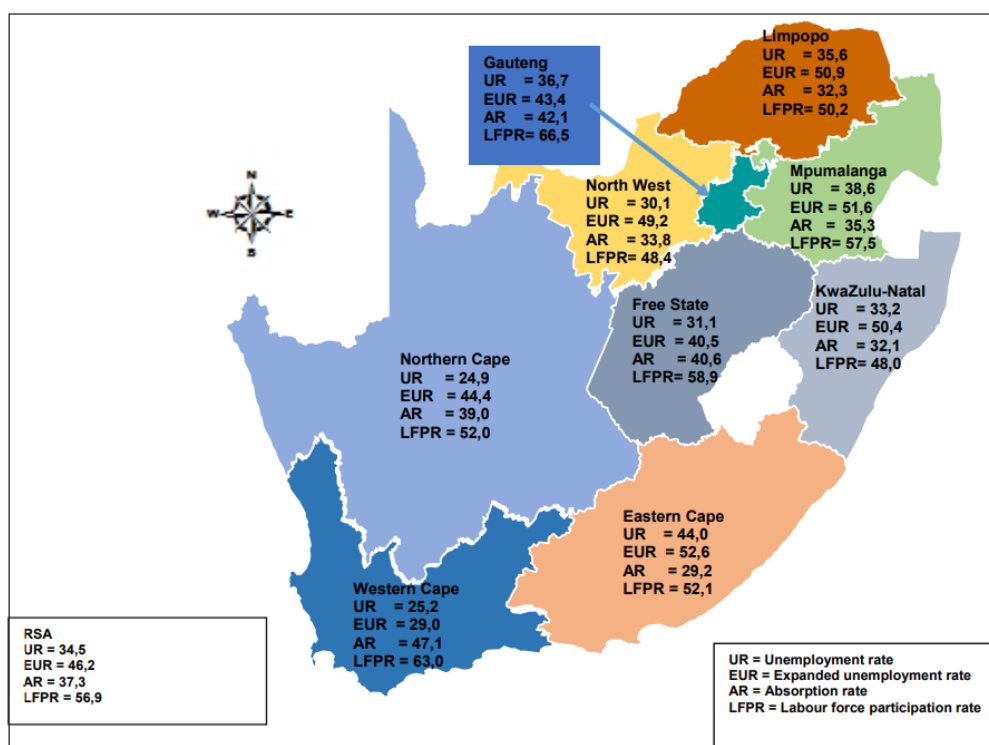 Limpopo
UR = 35,6
EUR = 50,9
AR = 32,3
LFPR= 50,2
Gauteng
UR = 36,7
EUR = 43,4
AR = 42,1
LFPR= 66,5
Mpumalanga
UR = 38,6
EUR = 51,6
AR = 35,3
LFPR= 57,5
North West
UR = 30,1
EUR = 49,2
AR = 33,8
LFPR= 48,4
N
W
E
S
KwaZulu-Natal
UR = 33,2
EUR = 50,4
AR = 32,1
LFPR= 48,0
Free State
UR = 31,1
EUR = 40,5
AR = 40,6
LFPR= 58,9
Northern Cape
UR = 24,9
EUR = 44,4
AR = 39,0
LFPR = 52,0
Eastern Cape
UR = 44,0
EUR = 52,6
AR = 29,2
LFPR= 52,1
Western Cape
UR = 25,2
EUR = 29,0
AR = 47,1
LFPR = 63,0
RSA
UR = 34,5
EUR = 46,2
AR = 37,3
LFPR = 56,9
UR = Unemployment rate
EUR = Expanded unemployment rate
AR = Absorption rate
LFPR = Labour force participation rate